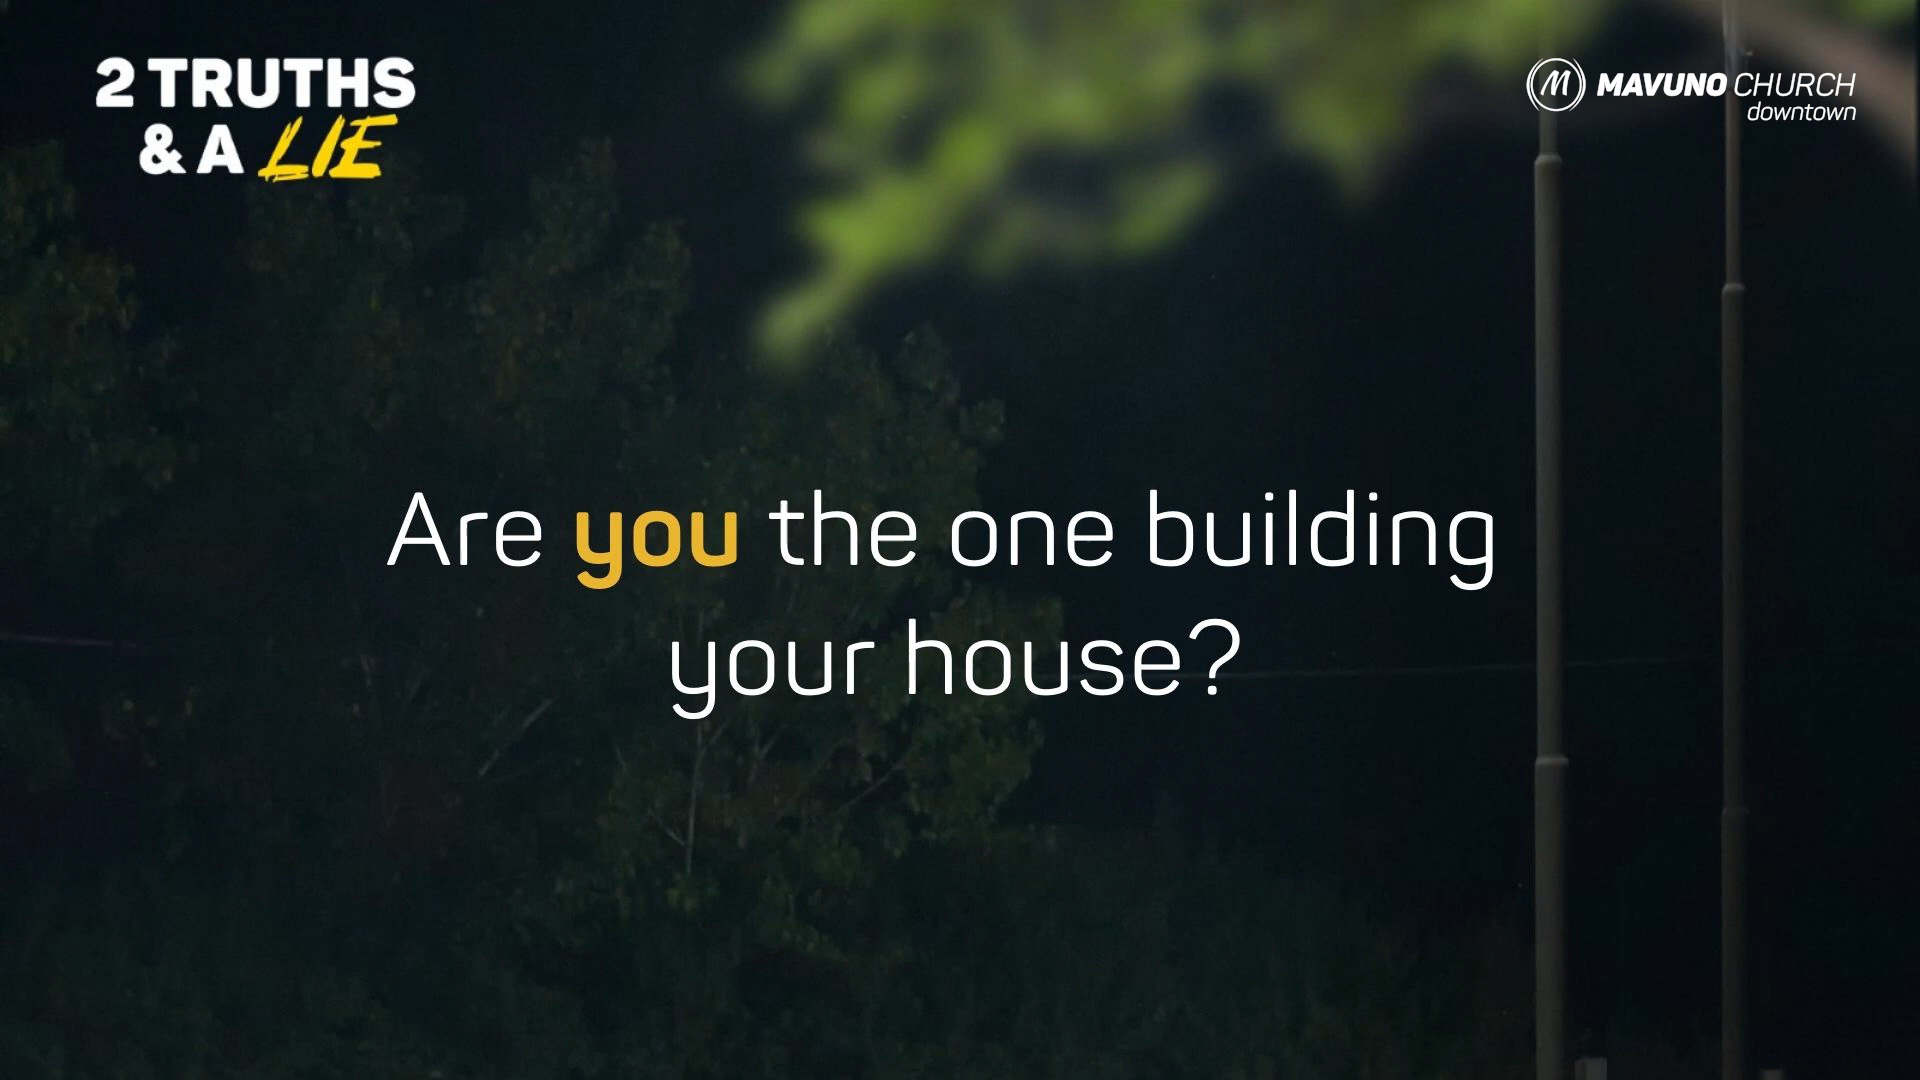 2 TRUTHS
& A LIE
MAVUNO CHURCH
downtown
Are you the one building
your house?